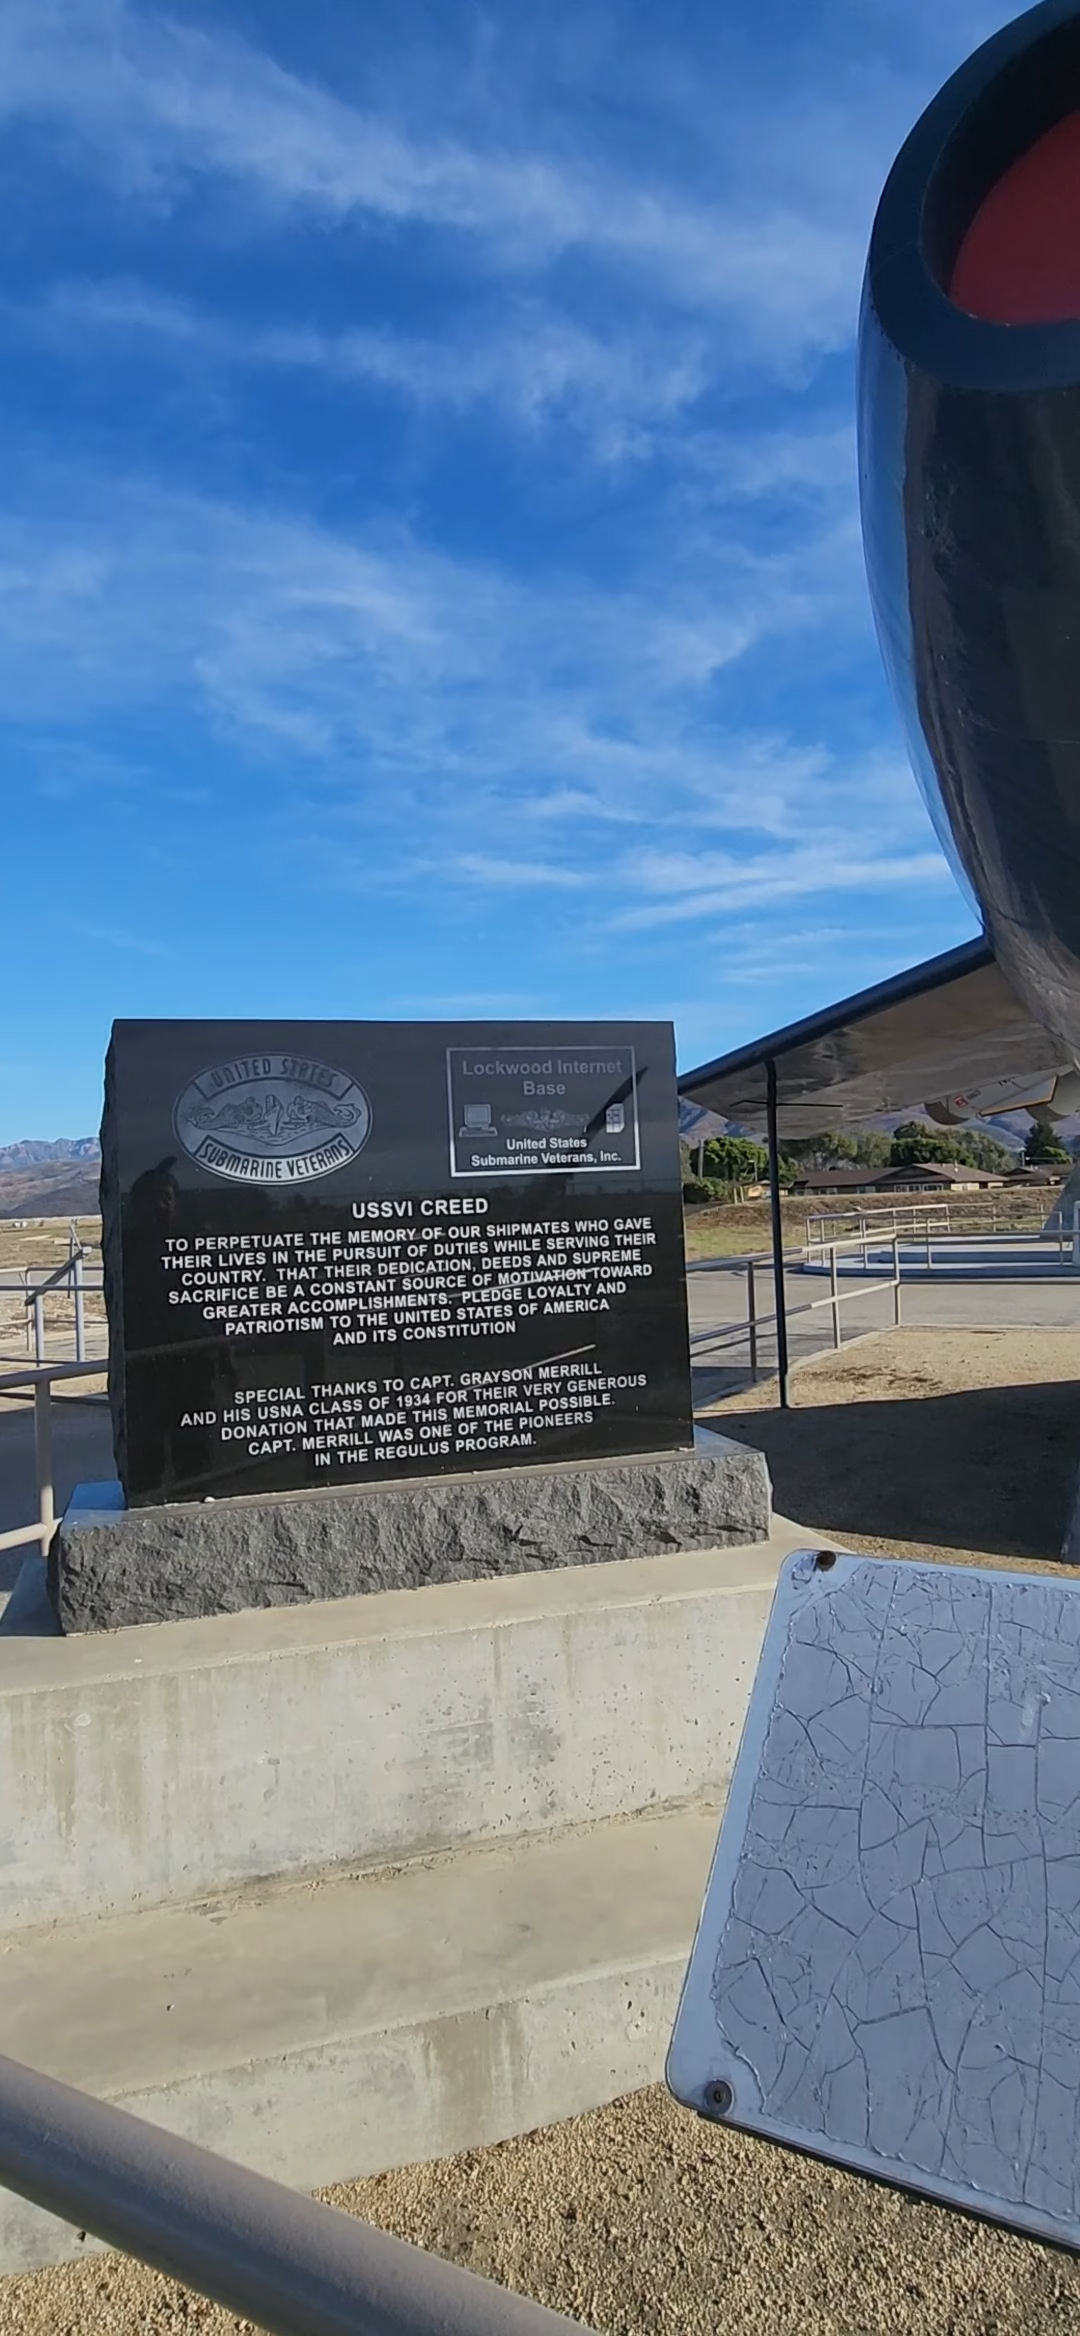 UNITED STATES
SUBMARINE VETERANS
Lockwood Internet
Base
United States
Submarine Veterans, Inc.
USSVI CREED
TO PERPETUATE THE MEMORY OF OUR SHIPMATES WHO GAVE
THEIR LIVES IN THE PURSUIT OF DUTIES WHILE SERVING THEIR
COUNTRY. THAT THEIR DEDICATION, DEEDS AND SUPREME
SACRIFICE BE A CONSTANT SOURCE OF MOTIVATION TOWARD
GREATER ACCOMPLISHMENTS. PLEDGE LOYALTY AND
PATRIOTISM TO THE UNITED STATES OF AMERICA
AND ITS CONSTITUTION
SPECIAL THANKS TO CAPT. GRAYSON MERRILL
AND HIS USNA CLASS OF 1934 FOR THEIR VERY GENEROUS
DONATION THAT MADE THIS MEMORIAL POSSIBLE.
CAPT. MERRILL WAS ONE OF THE PIONEERS
IN THE REGULUS PROGRAM.